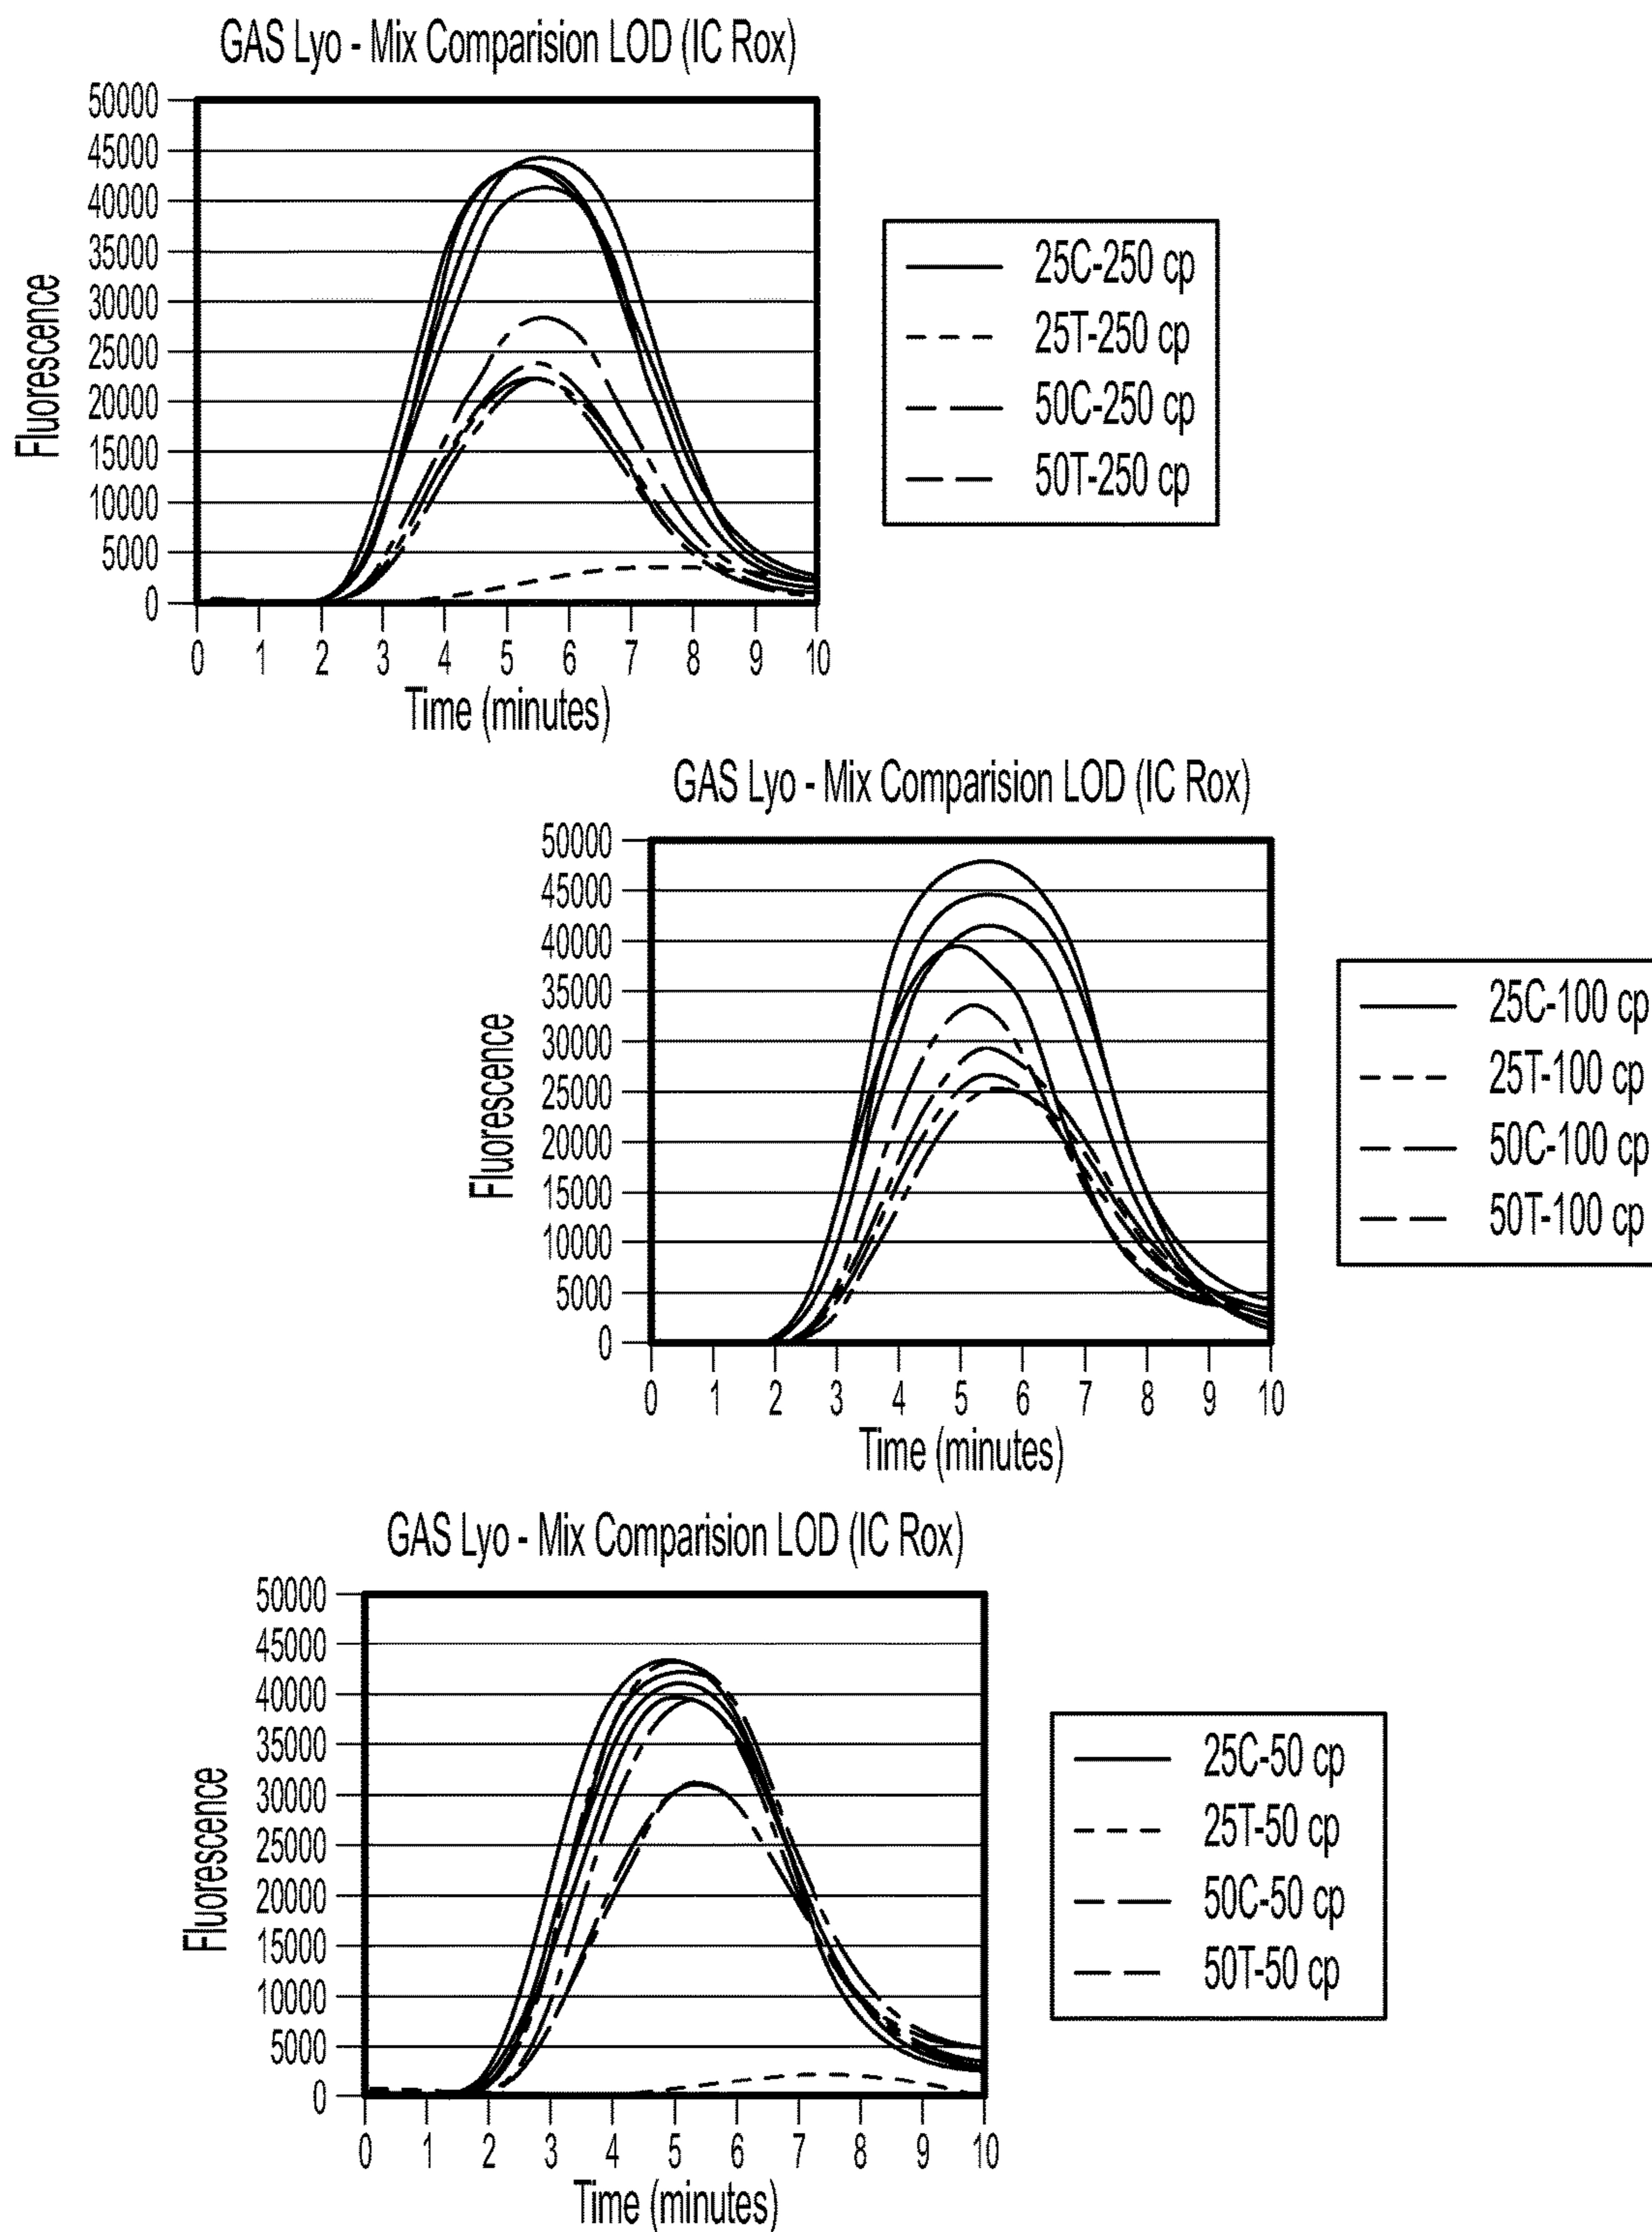 GAS Lyo - Mix Comparision LOD (IC Rox)
50000
45000
40000
35000
30000
25000
20000
15000
10000
5000
0
Fluorescence
0 1 2 3 4 5 6 7 8 9 10
Time (minutes)
25C-250 cp
25T-250 cp
50C-250 cp
50T-250 cp
GAS Lyo - Mix Comparision LOD (IC Rox)
50000
45000
40000
35000
30000
25000
20000
15000
10000
5000
0
Fluorescence
0 1 2 3 4 5 6 7 8 9 10
Time (minutes)
25C-100 cp
25T-100 cp
50C-100 cp
50T-100 cp
GAS Lyo - Mix Comparision LOD (IC Rox)
50000
45000
40000
35000
30000
25000
20000
15000
10000
5000
0
Fluorescence
0 1 2 3 4 5 6 7 8 9 10
Time (minutes)
25C-50 cp
25T-50 cp
50C-50 cp
50T-50 cp